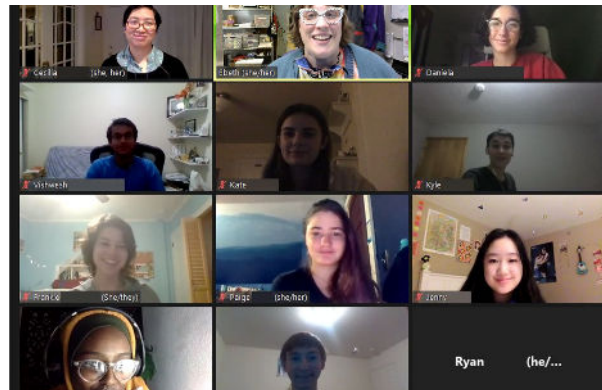 Cecilia (she, her)
Ebeth (she/her)
Daniela
Vishwesh
Kate
Kyle
Francie (She/they)
Paige (she/her)
Jenny
Ryan (he/...